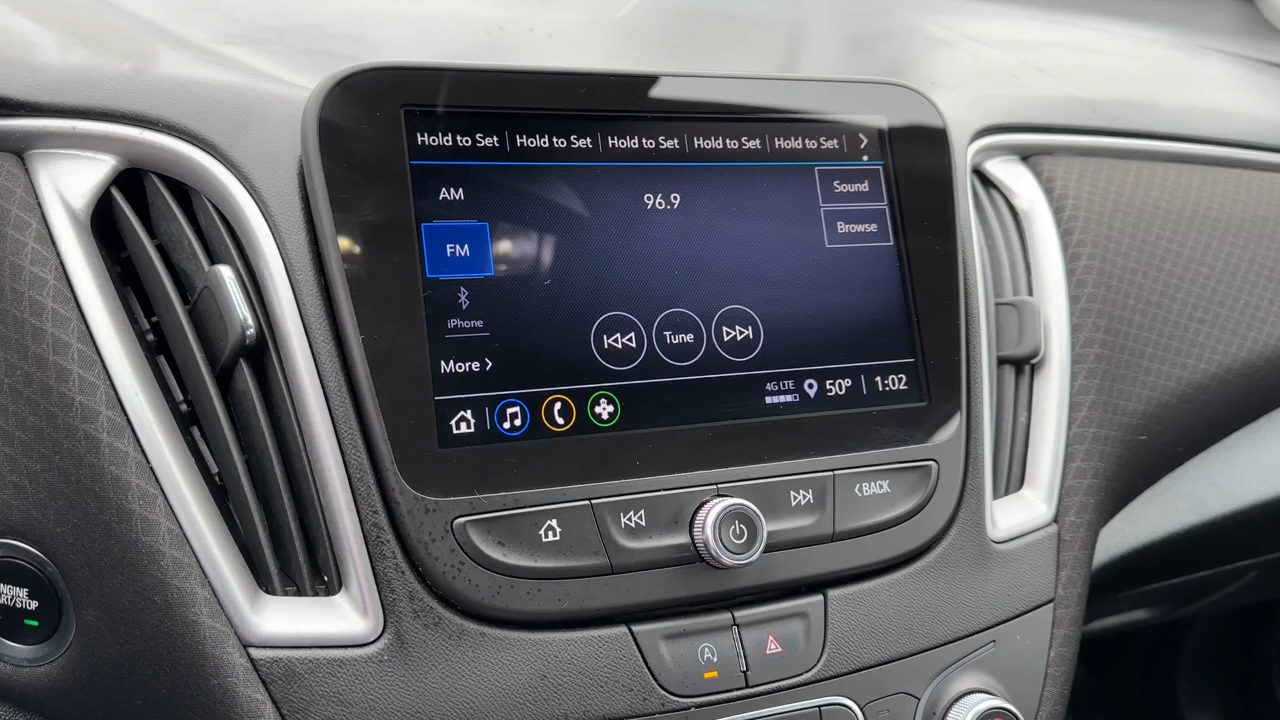 Hold to Set Hold to Set Hold to Set Hold to Set Hold to Set
AM
96.9
Sound
FM
Browse
iPhone
Tune
More
4G LTE 50° 1:02
BACK
ENGINE
START/STOP
A